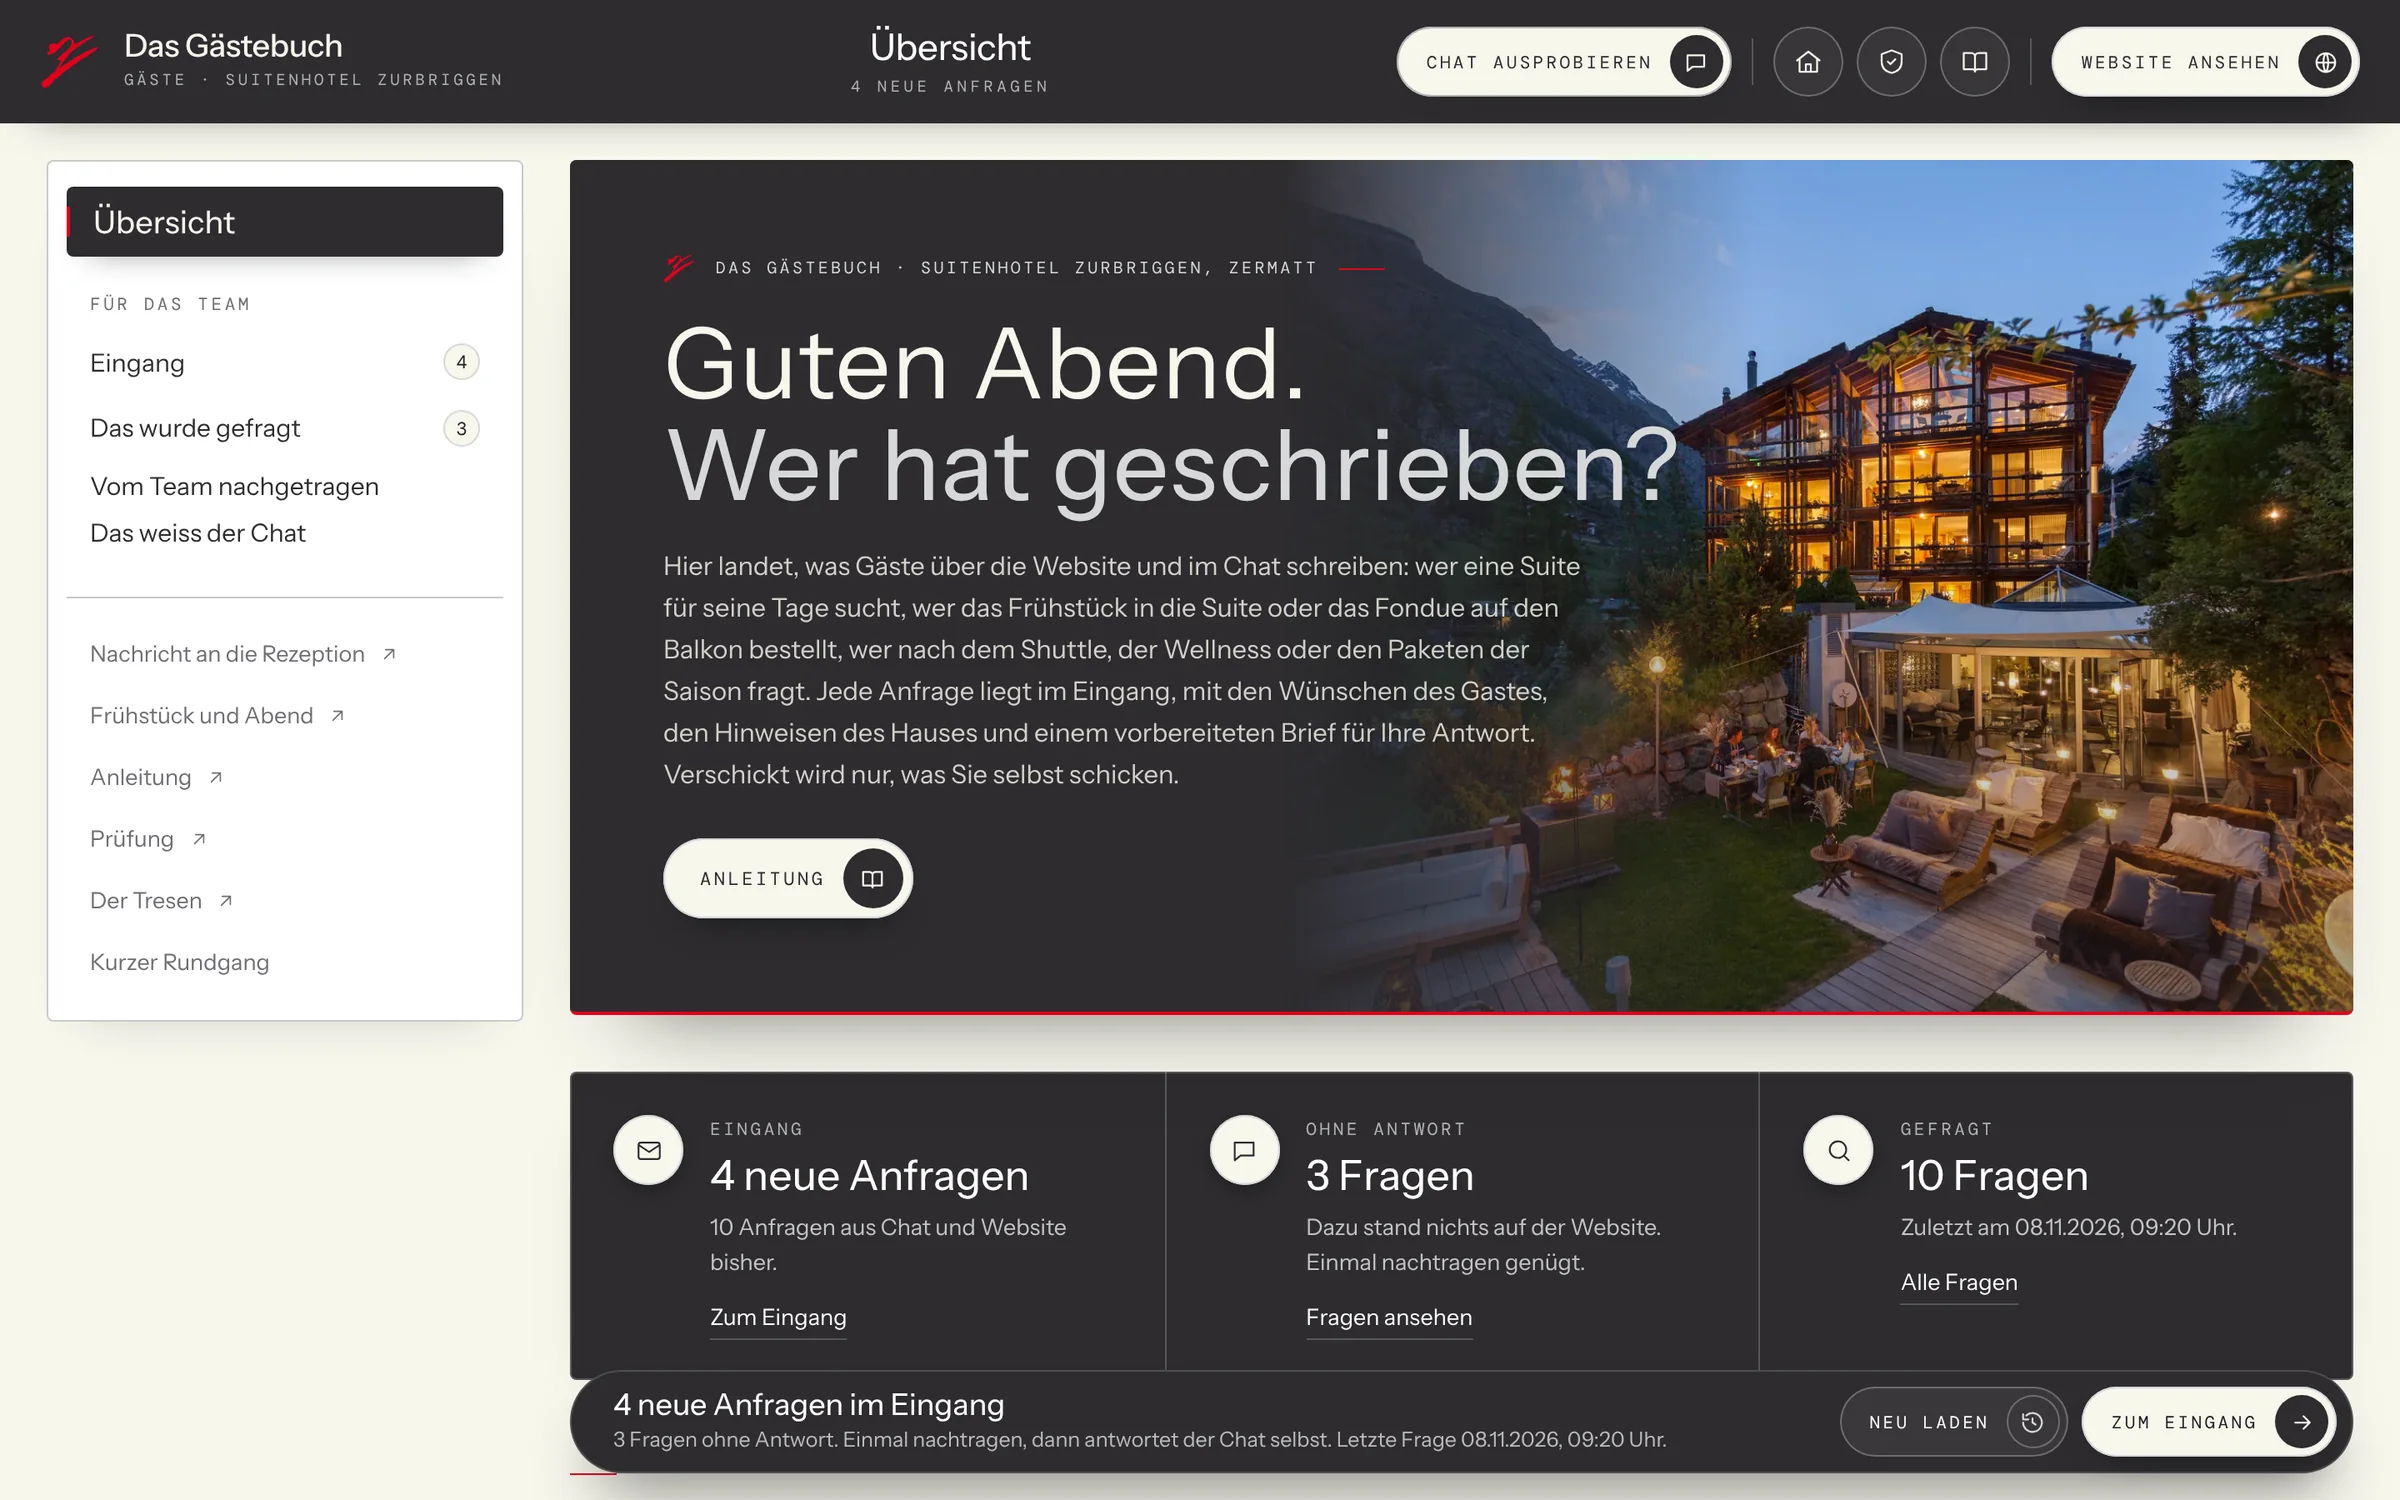 Das Gästebuch
GÄSTE · SUITENHOTEL ZURBRIGGEN
Übersicht
4 NEUE ANFRAGEN
CHAT AUSPROBIEREN
WEBSITE ANSEHEN
Übersicht
FÜR DAS TEAM
Eingang 4
Das wurde gefragt 3
Vom Team nachgetragen
Das weiss der Chat
Nachricht an die Rezeption
Frühstück und Abend
Anleitung
Prüfung
Der Tresen
Kurzer Rundgang
DAS GÄSTEBUCH · SUITENHOTEL ZURBRIGGEN, ZERMATT
Guten Abend.
Wer hat geschrieben?
Hier landet, was Gäste über die Website und im Chat schreiben: wer eine Suite
für seine Tage sucht, wer das Frühstück in die Suite oder das Fondue auf den
Balkon bestellt, wer nach dem Shuttle, der Wellness oder den Paketen der
Saison fragt. Jede Anfrage liegt im Eingang, mit den Wünschen des Gastes,
den Hinweisen des Hauses und einem vorbereiteten Brief für Ihre Antwort.
Verschickt wird nur, was Sie selbst schicken.
ANLEITUNG
EINGANG
4 neue Anfragen
10 Anfragen aus Chat und Website
bisher.
Zum Eingang
OHNE ANTWORT
3 Fragen
Dazu stand nichts auf der Website.
Einmal nachtragen genügt.
Fragen ansehen
GEFRAGT
10 Fragen
Zuletzt am 08.11.2026, 09:20 Uhr.
Alle Fragen
4 neue Anfragen im Eingang
3 Fragen ohne Antwort. Einmal nachtragen, dann antwortet der Chat selbst. Letzte Frage 08.11.2026, 09:20 Uhr.
NEU LADEN
ZUM EINGANG